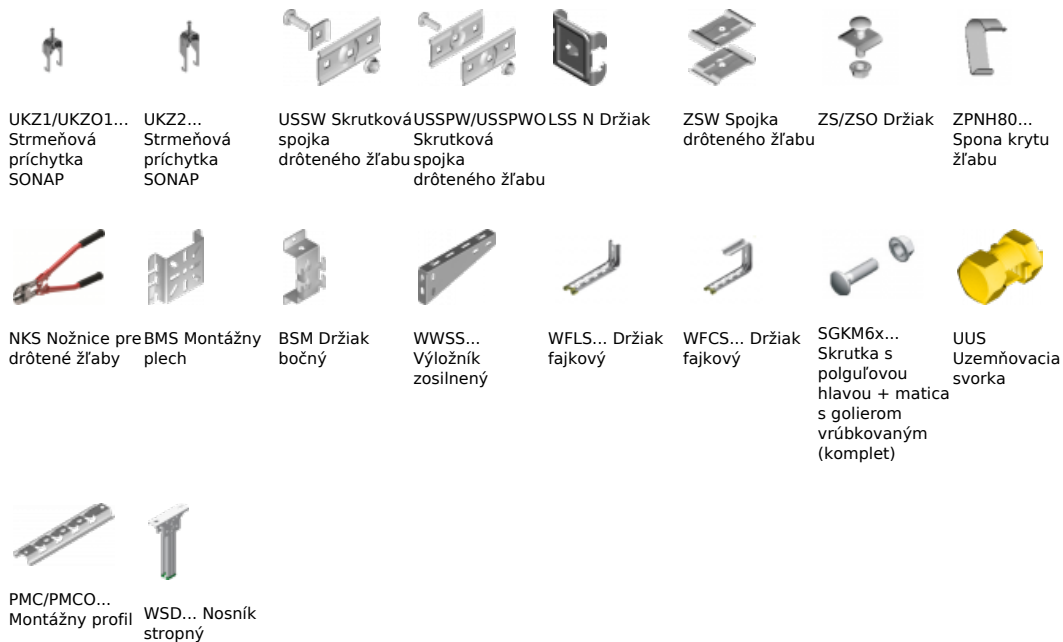 UKZ1/UKZO1...
Strmeňová
príchytka
SONAP
UKZ2...
Strmeňová
príchytka
SONAP
USSW Skrutková
spojka
drôteného žľabu
USSPW/USSPWO
Skrutková
spojka
drôteného žľabu
LSS N Držiak
ZSW Spojka
drôteného žľabu
ZS/ZSO Držiak
ZPNH80...
Spona krytu
žľabu
NKS Nožnice pre
drôtené žľaby
BMS Montážny
plech
BSM Držiak
bočný
WWSS...
Výložník
zosilnený
WFLS... Držiak
fajkový
WFCS... Držiak
fajkový
SGKM6x...
Skrutka s
polguľovou
hlavou + matica
s golierom
vrúbkovaným
(komplet)
UUS
Uzemňovacia
svorka
PMC/PMCO...
Montážny profil
WSD... Nosník
stropný